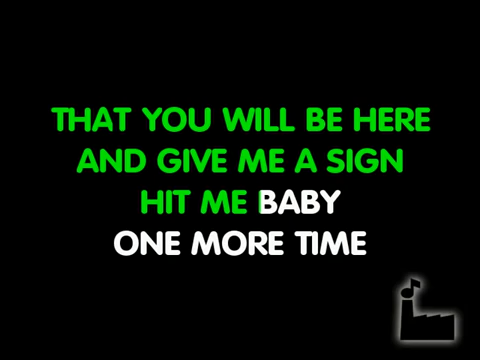 THAT YOU WILL BE HERE
AND GIVE ME A SIGN
HIT ME BABY
ONE MORE TIME